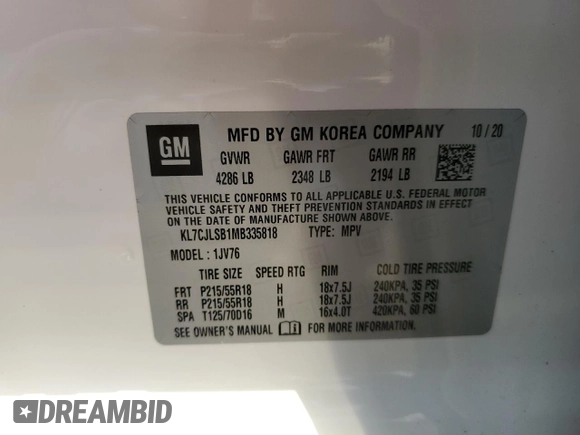 GM
MFD BY GM KOREA COMPANY 10 / 20
GVWR GAWR FRT GAWR RR
4286 LB 2348 LB 2194 LB
THIS VEHICLE CONFORMS TO ALL APPLICABLE U.S. FEDERAL MOTOR
VEHICLE SAFETY AND THEFT PREVENTION STANDARDS IN EFFECT
ON THE DATE OF MANUFACTURE SHOWN ABOVE.
KL7CJLSB1MB335818 TYPE: MPV
MODEL : 1JV76
TIRE SIZE SPEED RTG RIM COLD TIRE PRESSURE
FRT P215/55R18 H 18x7.5J 240KPA, 35 PSI
RR P215/55R18 H 18x7.5J 240KPA, 35 PSI
SPA T125/70D16 M 16x4.0T 420KPA, 60 PSI
SEE OWNER'S MANUAL FOR MORE INFORMATION.
DREAMBID